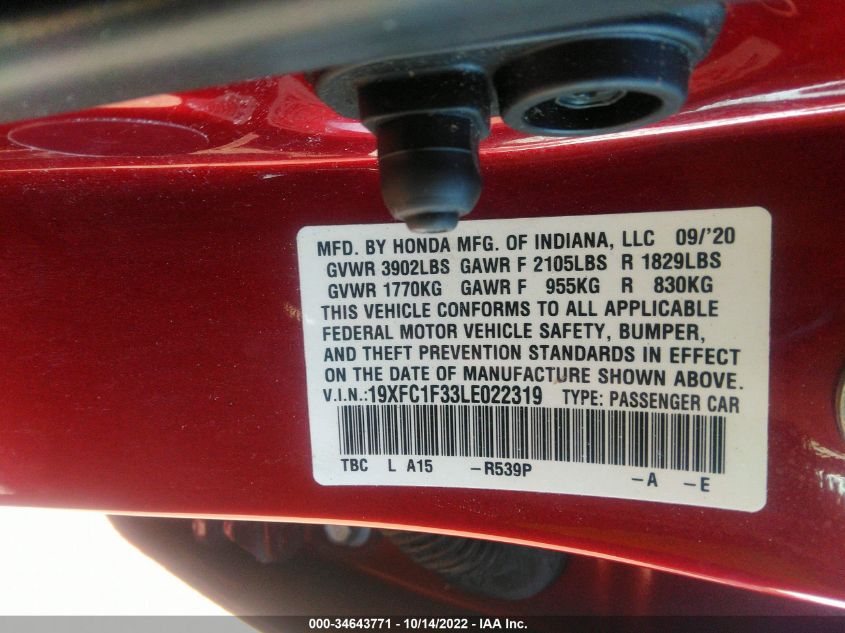 MFD. BY HONDA MFG. OF INDIANA, LLC 09/'20
GVWR 3902LBS GAWR F 2105LBS R 1829LBS
GVWR 1770KG GAWR F 955KG R 830KG
THIS VEHICLE CONFORMS TO ALL APPLICABLE
FEDERAL MOTOR VEHICLE SAFETY, BUMPER,
AND THEFT PREVENTION STANDARDS IN EFFECT
ON THE DATE OF MANUFACTURE SHOWN ABOVE.
V.I.N.:19XFC1F33LE022319 TYPE: PASSENGER CAR
TBC L A15 -R539P -A -E
000-34643771 | 10/14/2022 - IAA Inc.